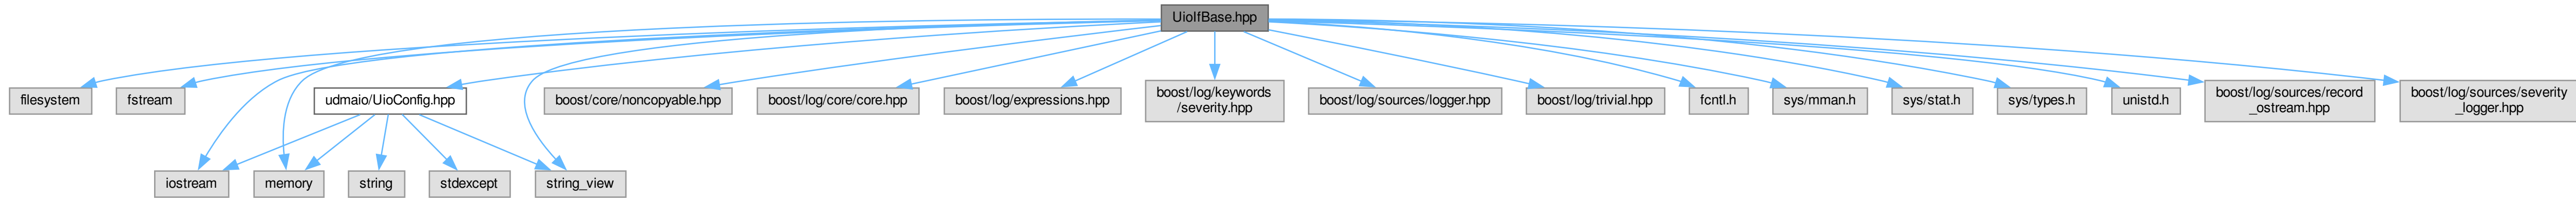 UioIfBase.hpp
filesystem
fstream
udmaio/UioConfig.hpp
boost/core/noncopyable.hpp
boost/log/core/core.hpp
boost/log/expressions.hpp
boost/log/keywords
/severity.hpp
boost/log/sources/logger.hpp
boost/log/trivial.hpp
fcntl.h
sys/mman.h
sys/stat.h
sys/types.h
unistd.h
boost/log/sources/record
_ostream.hpp
boost/log/sources/severity
_logger.hpp
iostream
memory
string
stdexcept
string_view